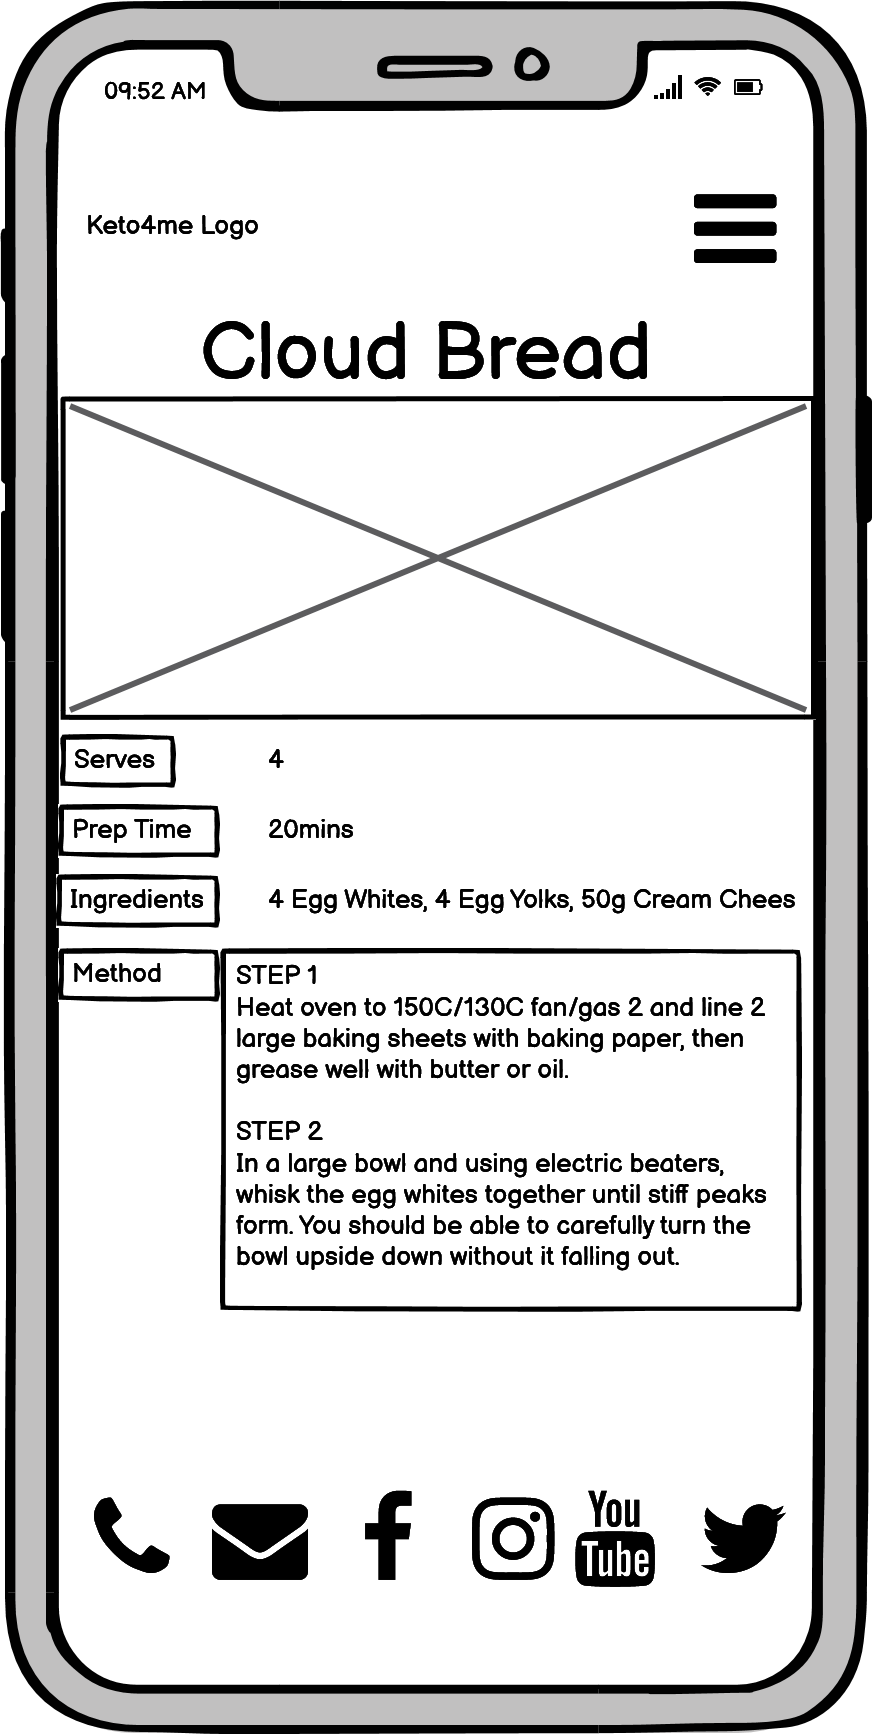 09:52 AM
Keto4me Logo
Cloud Bread
Serves 4
Prep Time 20mins
Ingredients 4 Egg Whites, 4 Egg Yolks, 50g Cream Chees
Method
STEP 1
Heat oven to 150C/130C fan/gas 2 and line 2
large baking sheets with baking paper, then
grease well with butter or oil.
STEP 2
In a large bowl and using electric beaters,
whisk the egg whites together until stiff peaks
form. You should be able to carefully turn the
bowl upside down without it falling out.
You
Tube